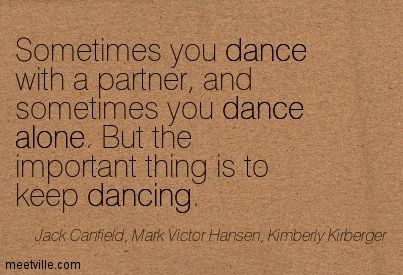 Sometimes you dance
with a partner, and
sometimes you dance
alone. But the
important thing is to
keep dancing.
Jack Canfield, Mark Victor Hansen, Kimberly Kirberger
meetville.com